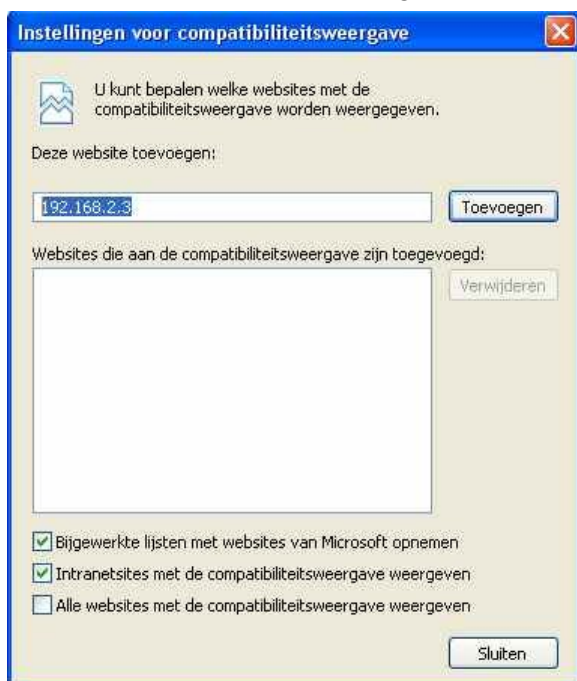 Instellingen voor compatibiliteitsweergave
U kunt bepalen welke websites met de
compatibiliteitsweergave worden weergegeven.
Deze website toevoegen:
192.168.2.3
Toevoegen
Websites die aan de compatibiliteitsweergave zijn toegevoegd:
Verwijderen
Bijgewerkte lijsten met websites van Microsoft opnemen
Intranetsites met de compatibiliteitsweergave weergeven
Alle websites met de compatibiliteitsweergave weergeven
Sluiten